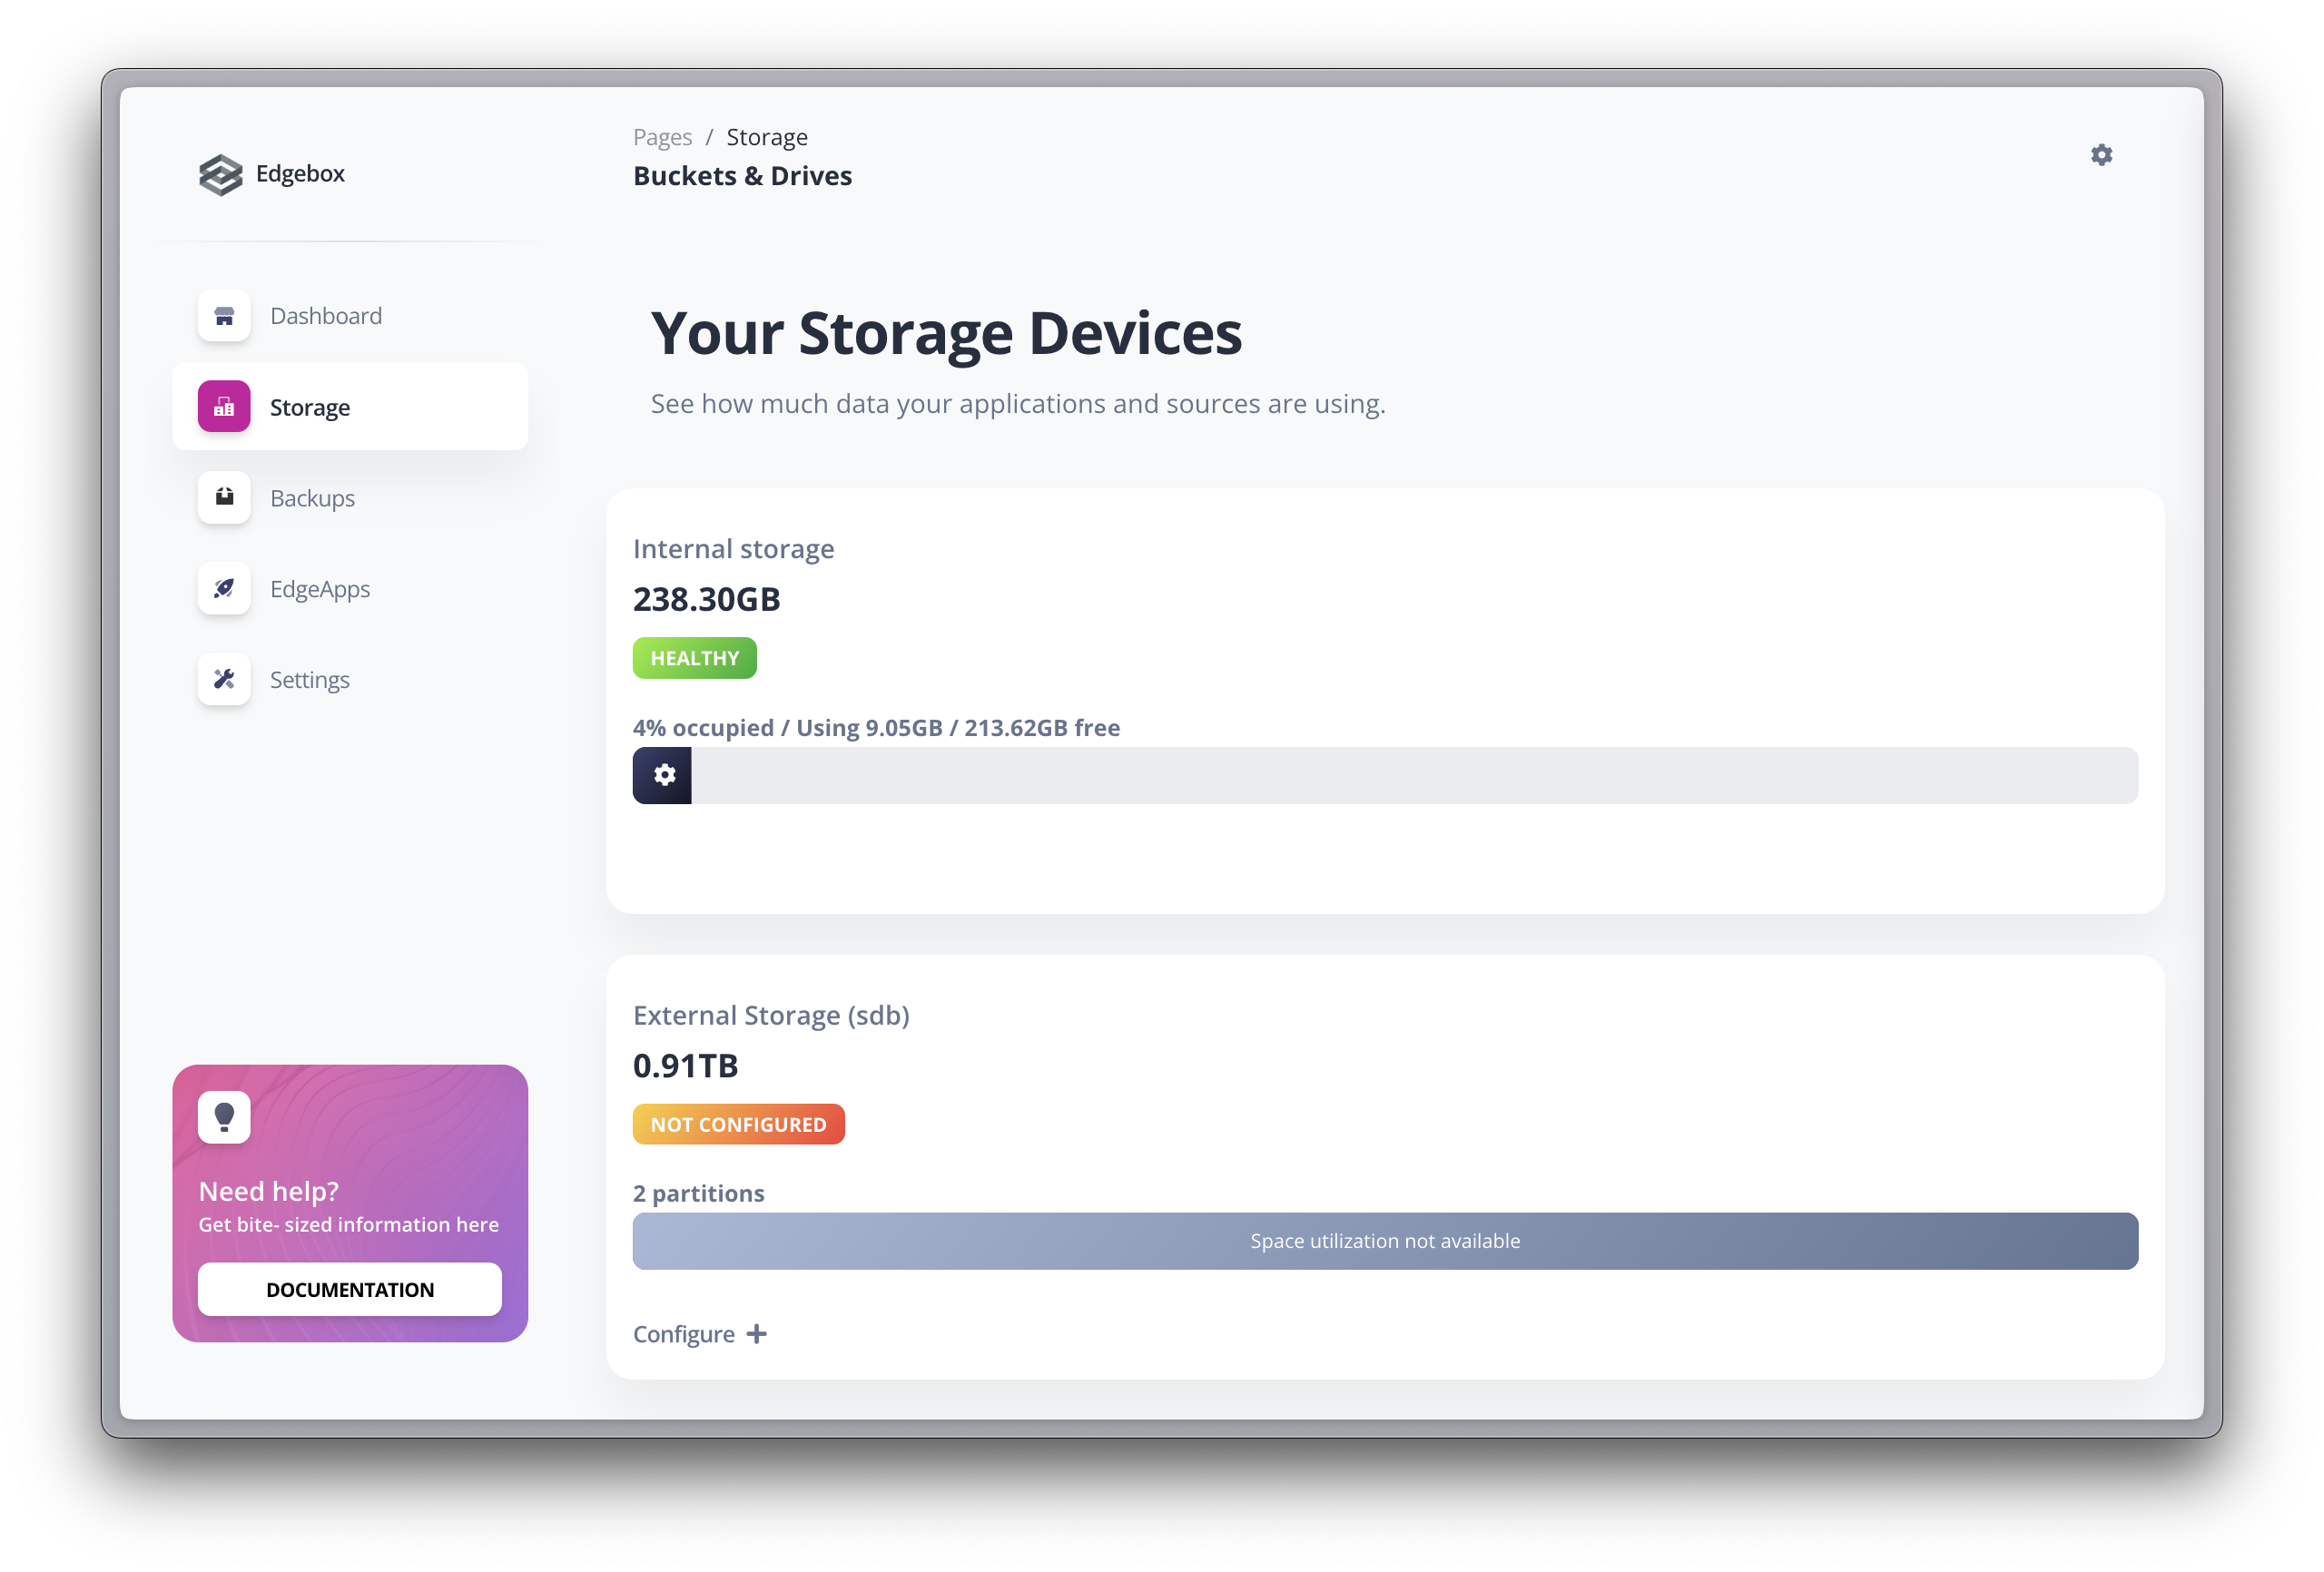 Edgebox
Dashboard
Storage
Backups
EdgeApps
Settings
Need help?
Get bite- sized information here
DOCUMENTATION
Pages / Storage
Buckets & Drives
Your Storage Devices
See how much data your applications and sources are using.
Internal storage
238.30GB
HEALTHY
4% occupied / Using 9.05GB / 213.62GB free
External Storage (sdb)
0.91TB
NOT CONFIGURED
2 partitions
Space utilization not available
Configure